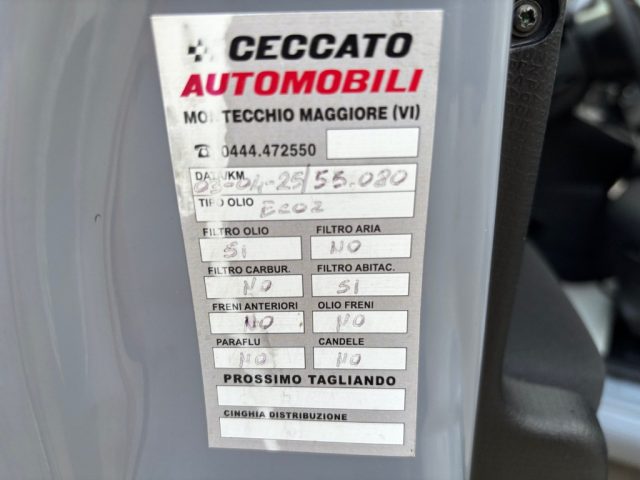 CECCATO
AUTOMOBILI
MONTECCHIO MAGGIORE (VI)
☎ 0444.472550
DATA/KM.
03-04-25/55.080
TIPO OLIO E202
FILTRO OLIO FILTRO ARIA
SI NO
FILTRO CARBUR. FILTRO ABITAC.
NO SI
FRENI ANTERIORI OLIO FRENI
NO NO
PARAFLU CANDELE
NO NO
PROSSIMO TAGLIANDO
CINGHIA DISTRIBUZIONE